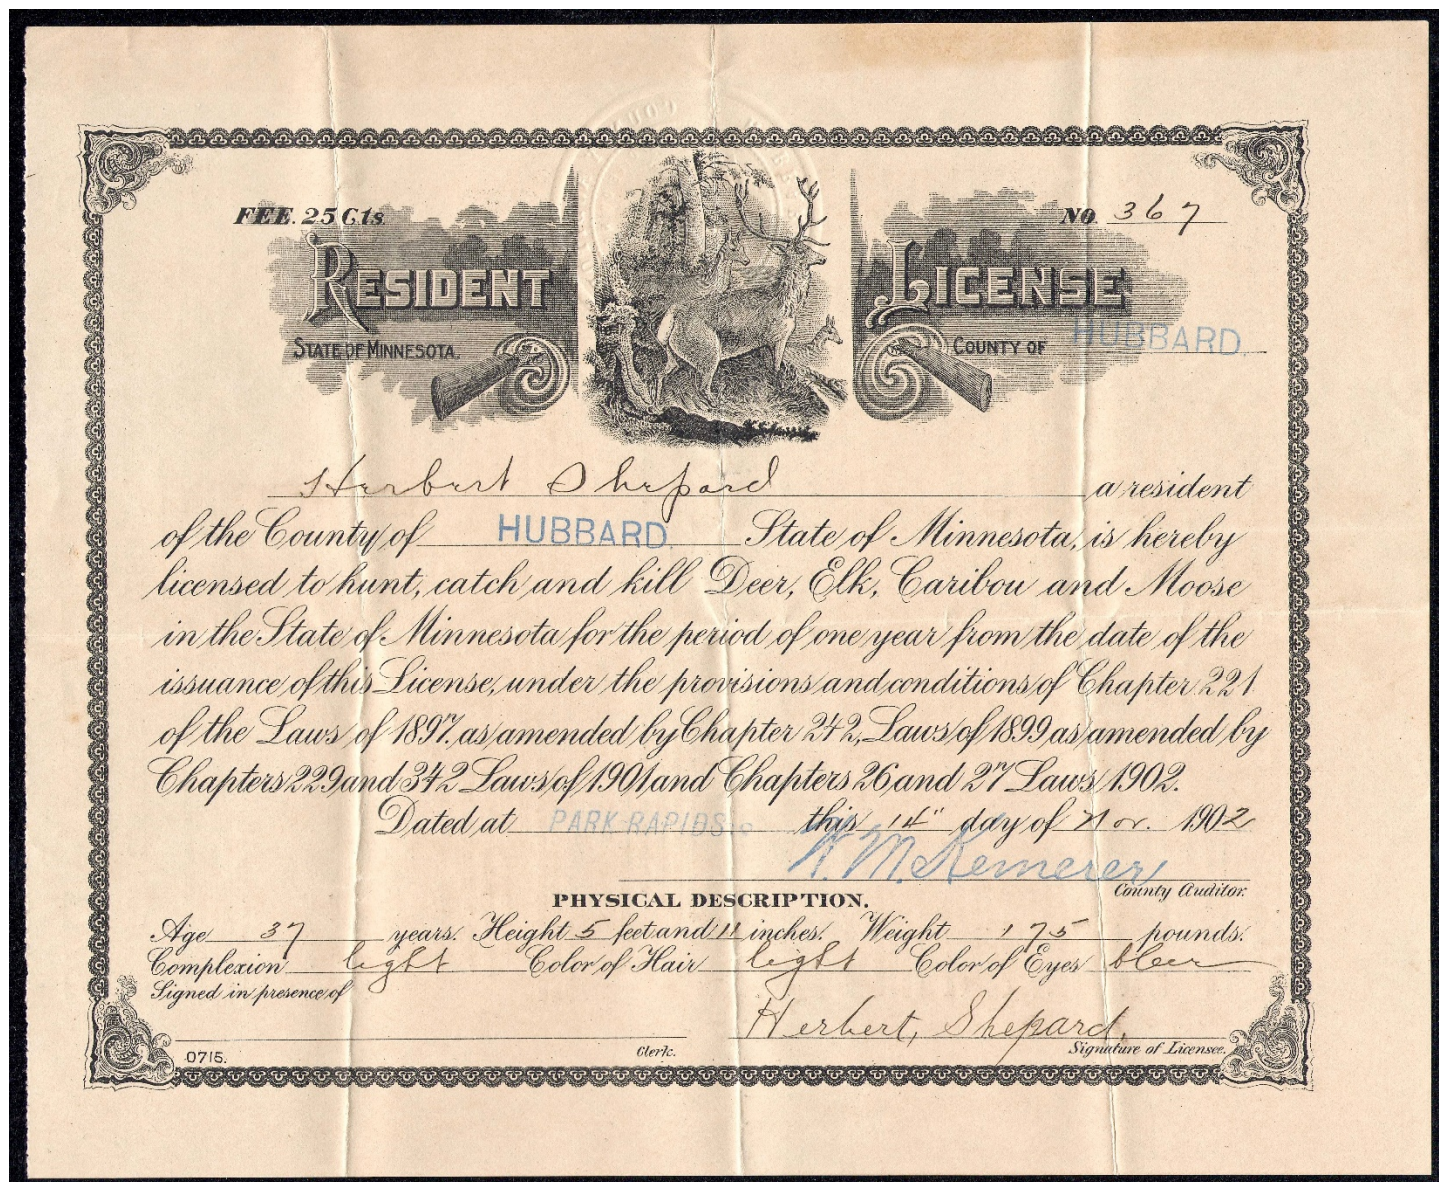 FEE. 25 Cts
NO 367
RESIDENT LICENSE
STATE OF MINNESOTA. COUNTY OF HUBBARD
Herbert Shepard a resident
of the County of HUBBARD State of Minnesota, is hereby
licensed to hunt, catch and kill Deer, Elk, Caribou and Moose
in the State of Minnesota for the period of one year from the date of the
issuance of this License, under the provisions and conditions of Chapter 221
of the Laws of 1897. as amended by Chapter 242, Laws of 1899 as amended by
Chapters 229 and 342 Laws of 1901 and Chapters 26 and 27 Laws 1902.
Dated at PARK RAPIDS this 14" day of Nov. 1902
County Auditor.
PHYSICAL DESCRIPTION.
Age 37 years. Height 5 feet and 11 inches. Weight 175 pounds.
Complexion light Color of Hair light Color of Eyes
Signed in presence of
Herbert, Shepard,
0715. Clerk. Signature of Licensee.